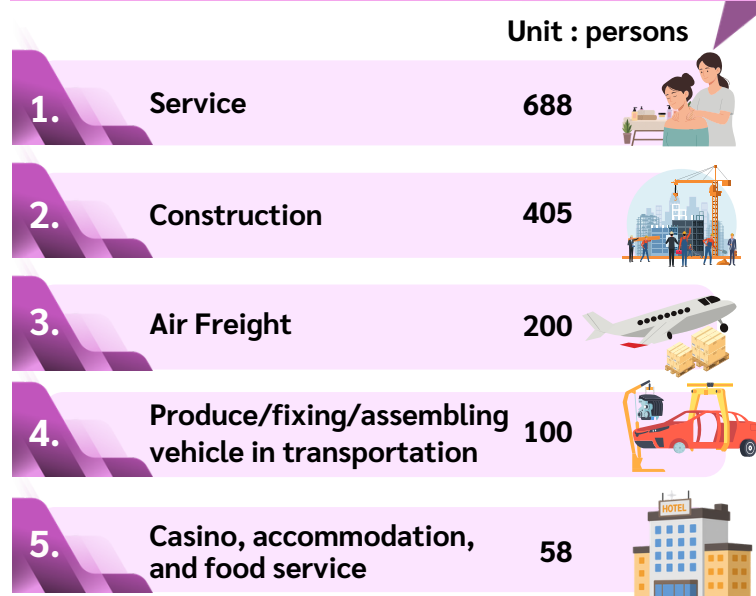 Unit : persons
1. Service 688
2. Construction 405
3. Air Freight 200
4. Produce/fixing/assembling 100
vehicle in transportation
5. Casino, accommodation, 58
and food service
HOTEL